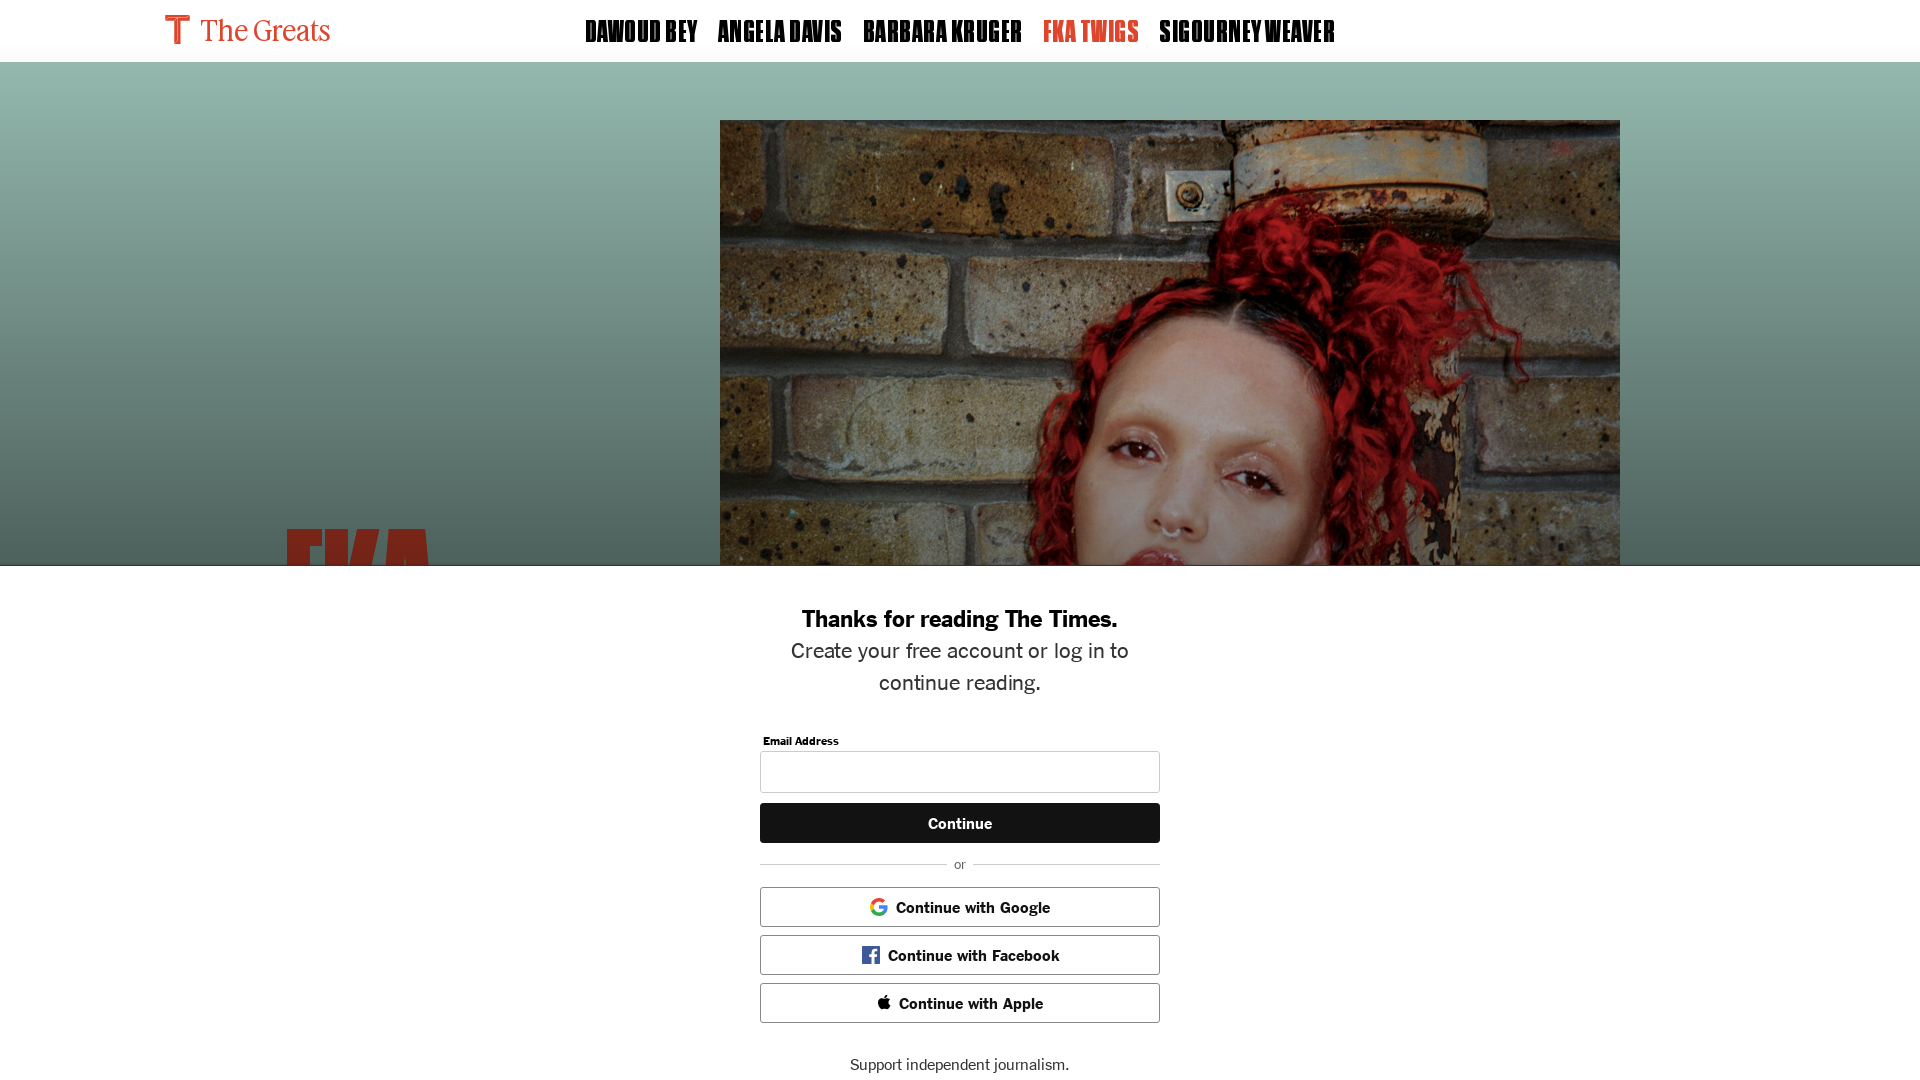 T The Greats
DAWOUD BEY ANGELA DAVIS BARBARA KRUGER FKA TWIGS SIGOURNEY WEAVER
FKA
Thanks for reading The Times.
Create your free account or log in to
continue reading.
Email Address
Continue
or
Continue with Google
Continue with Facebook
Continue with Apple
Support independent journalism.